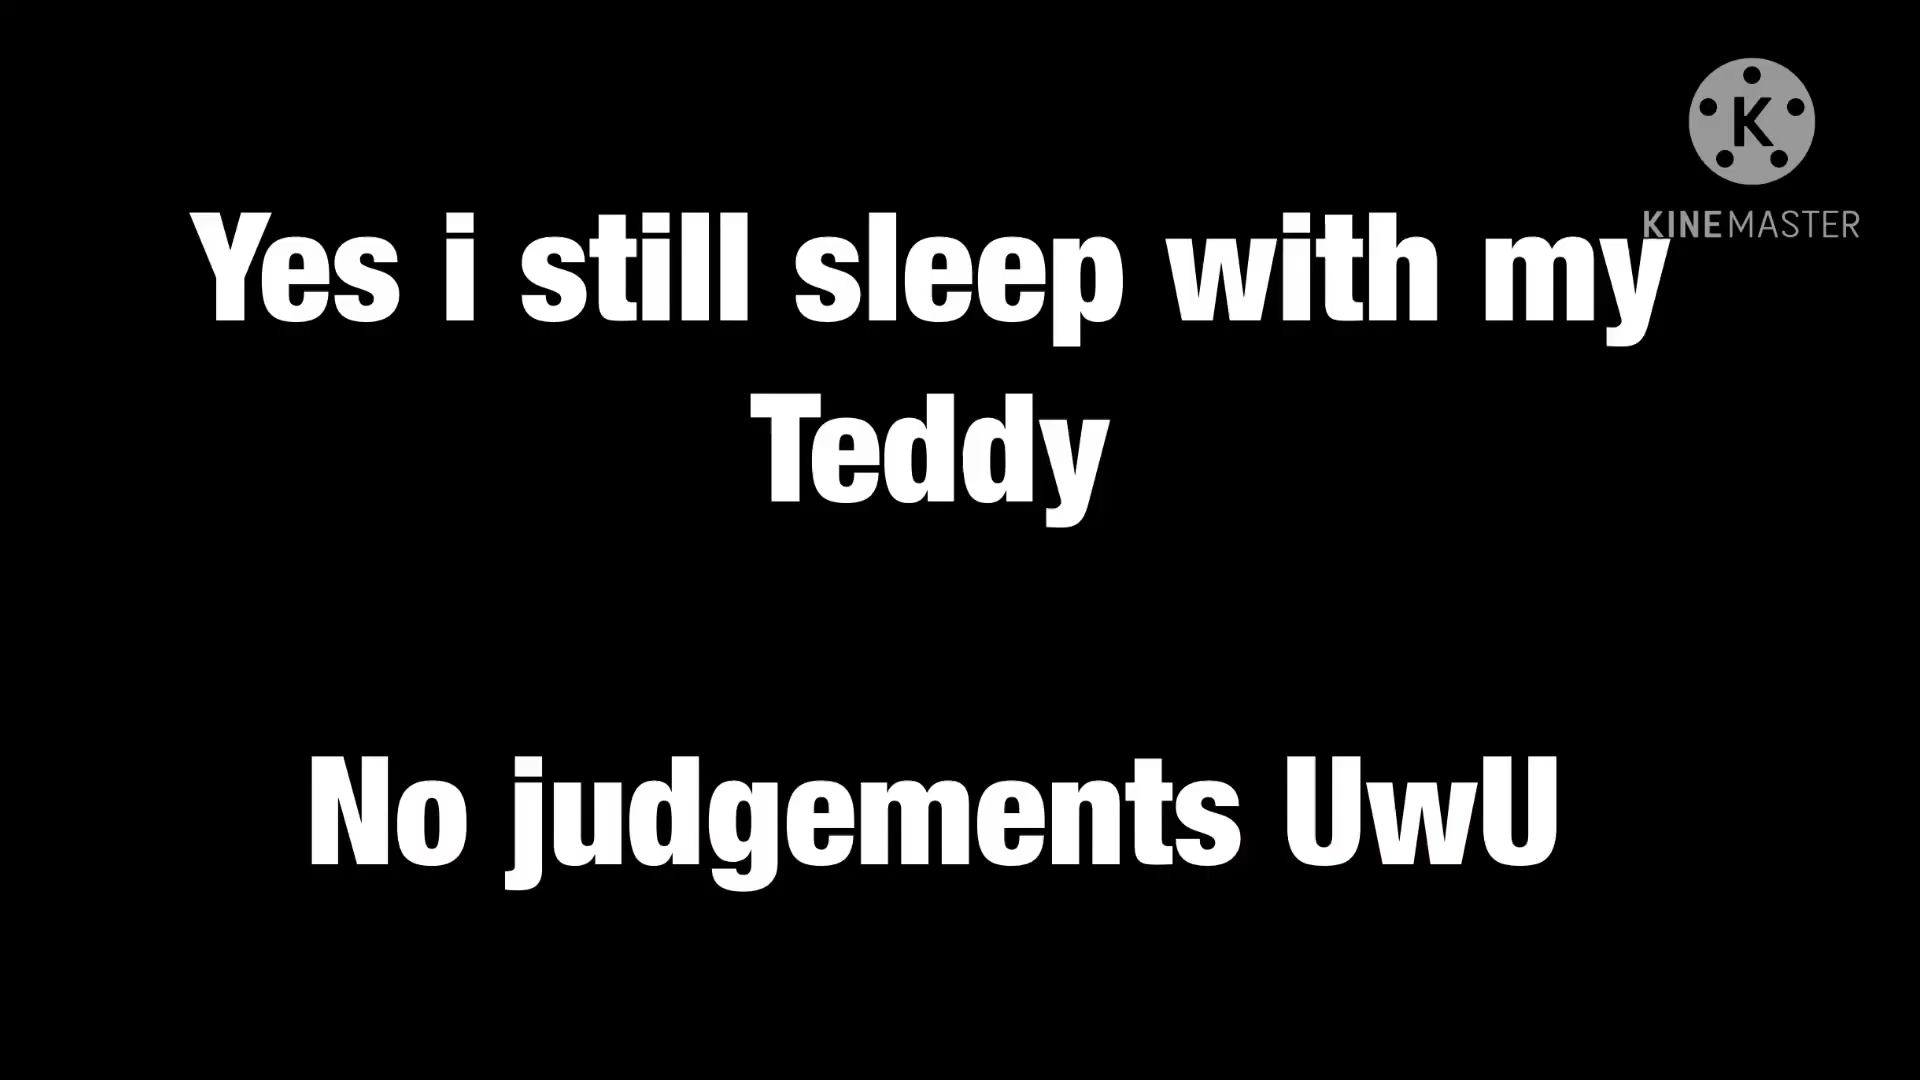 K
KINEMASTER
Yes i still sleep with my
Teddy
No judgements UwU